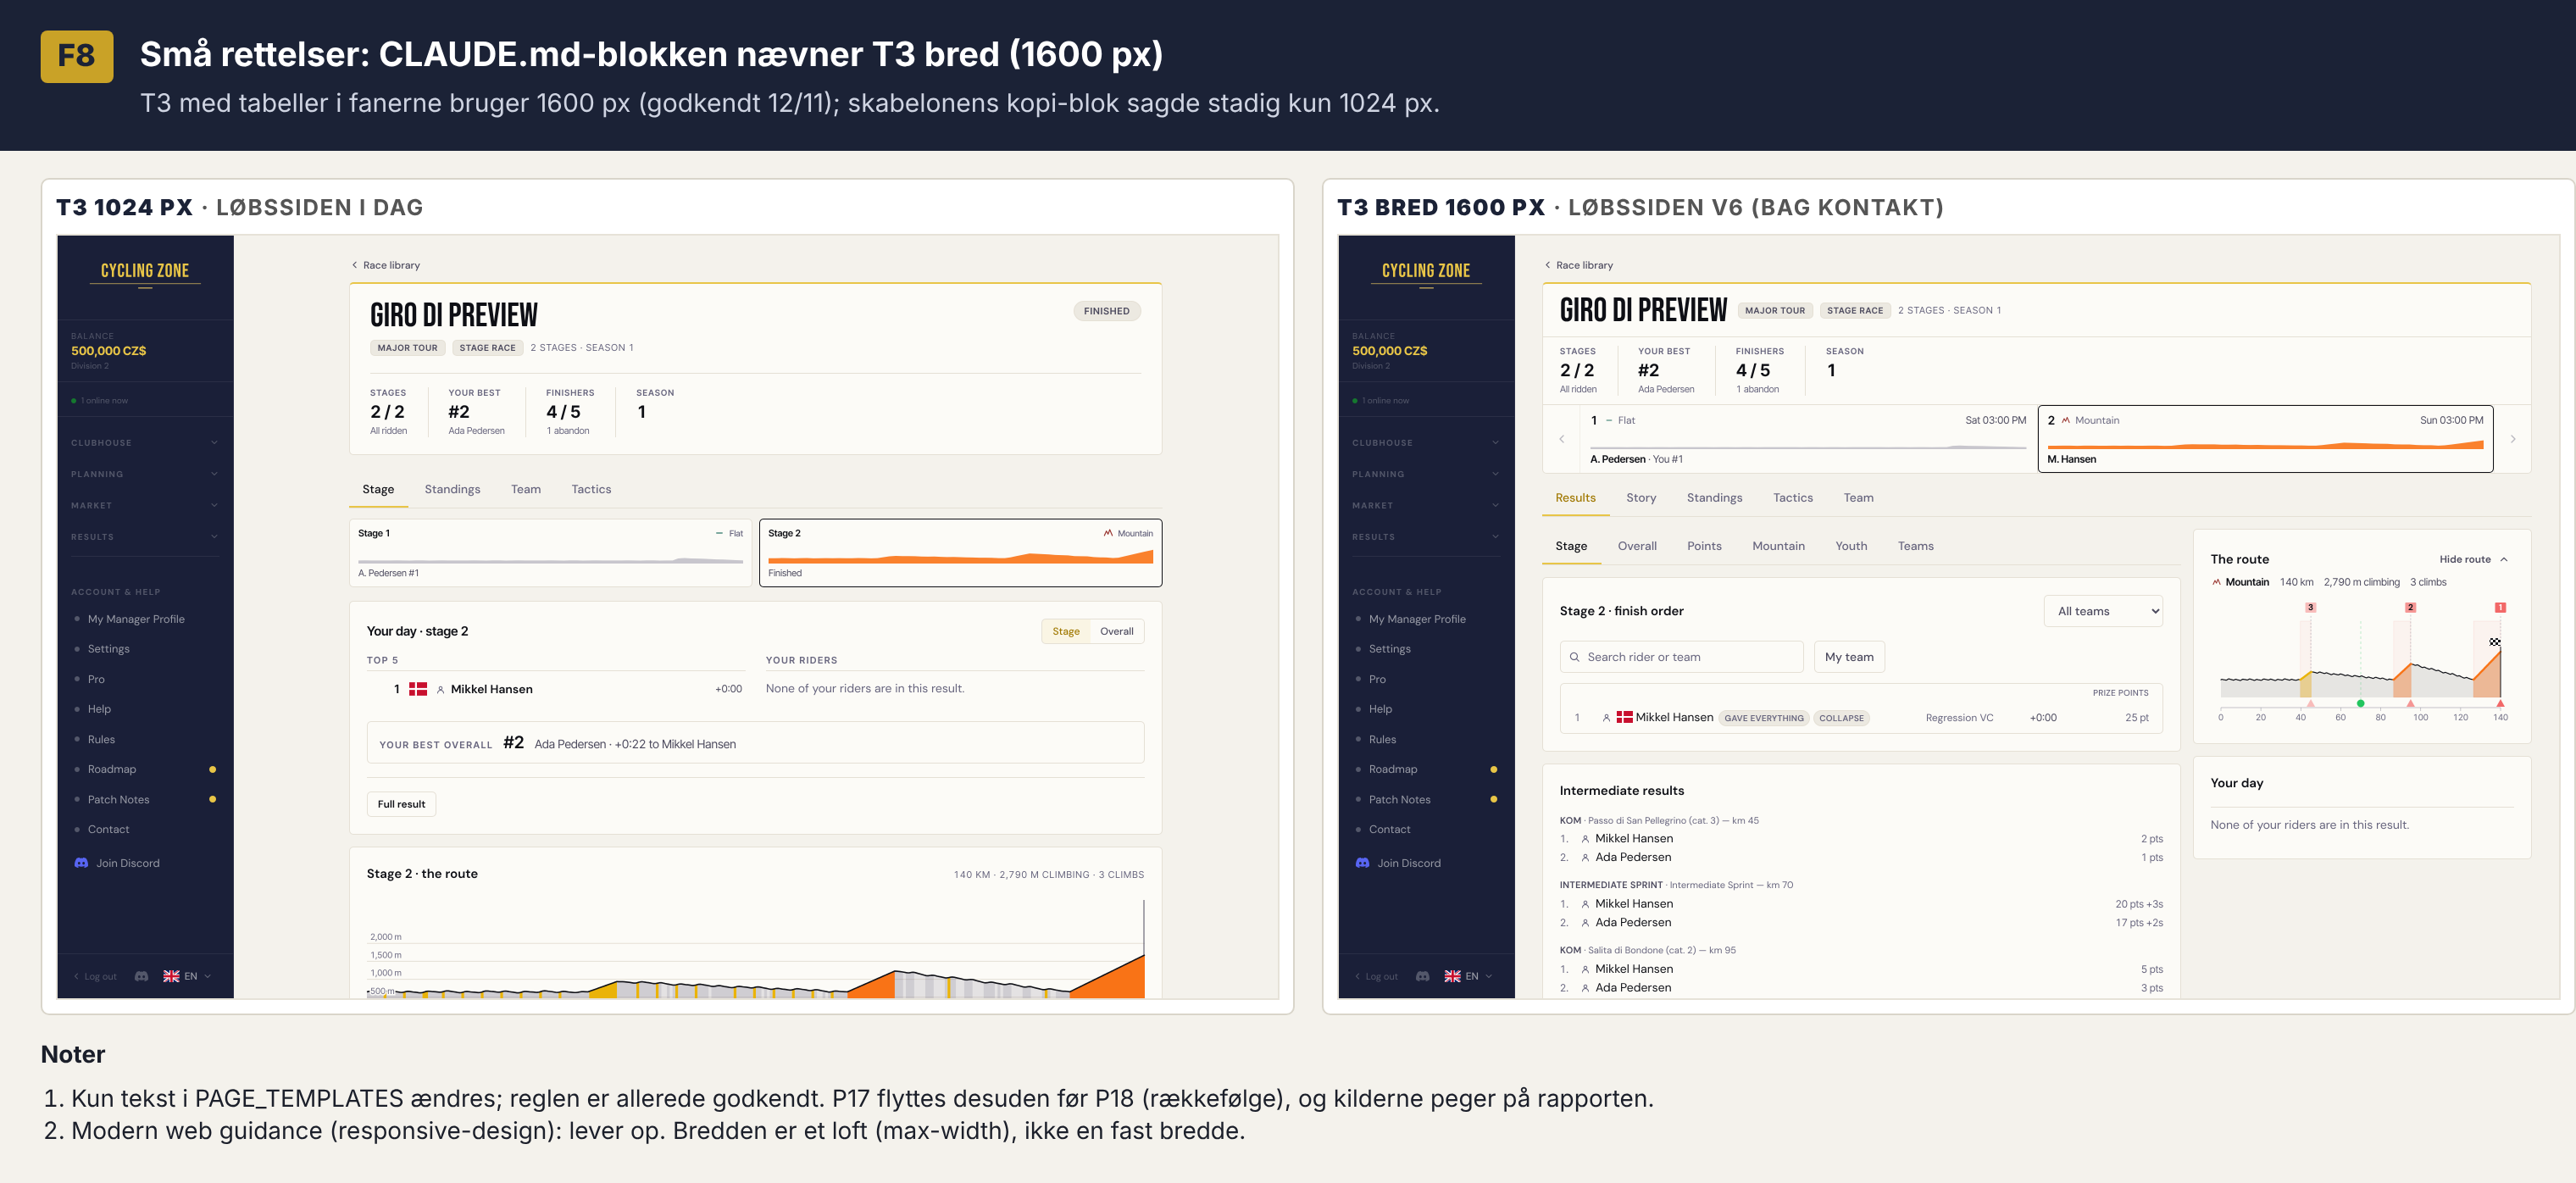 F8
Små rettelser: CLAUDE.md-blokken nævner T3 bred (1600 px)
T3 med tabeller i fanerne bruger 1600 px (godkendt 12/11); skabelonens kopi-blok sagde stadig kun 1024 px.
T3 1024 PX · LØBSSIDEN I DAG
CYCLING ZONE
BALANCE
500,000 CZ$
Division 2
1 online now
CLUBHOUSE
PLANNING
MARKET
RESULTS
ACCOUNT & HELP
My Manager Profile
Settings
Pro
Help
Rules
Roadmap
Patch Notes
Contact
Join Discord
Log out
EN
Race library
GIRO DI PREVIEW
FINISHED
MAJOR TOUR STAGE RACE 2 STAGES · SEASON 1
STAGES YOUR BEST FINISHERS SEASON
2 / 2 #2 4 / 5 1
All ridden Ada Pedersen 1 abandon
Stage Standings Team Tactics
Stage 1 Flat
A. Pedersen #1
Stage 2 Mountain
Finished
Your day · stage 2
Stage Overall
TOP 5
1 Mikkel Hansen +0:00
YOUR RIDERS
None of your riders are in this result.
YOUR BEST OVERALL #2 Ada Pedersen · +0:22 to Mikkel Hansen
Full result
Stage 2 · the route
140 KM · 2,790 M CLIMBING · 3 CLIMBS
2,000 m
1,500 m
1,000 m
500 m
T3 BRED 1600 PX · LØBSSIDEN V6 (BAG KONTAKT)
CYCLING ZONE
BALANCE
500,000 CZ$
Division 2
1 online now
CLUBHOUSE
PLANNING
MARKET
RESULTS
ACCOUNT & HELP
My Manager Profile
Settings
Pro
Help
Rules
Roadmap
Patch Notes
Contact
Join Discord
Log out
EN
Race library
GIRO DI PREVIEW MAJOR TOUR STAGE RACE 2 STAGES · SEASON 1
STAGES YOUR BEST FINISHERS SEASON
2 / 2 #2 4 / 5 1
All ridden Ada Pedersen 1 abandon
1 Flat Sat 03:00 PM
A. Pedersen · You #1
2 Mountain Sun 03:00 PM
M. Hansen
Results Story Standings Tactics Team
Stage Overall Points Mountain Youth Teams
Stage 2 · finish order
All teams
Search rider or team
My team
PRIZE POINTS
1 Mikkel Hansen GAVE EVERYTHING COLLAPSE Regression VC +0:00 25 pt
Intermediate results
KOM · Passo di San Pellegrino (cat. 3) — km 45
1. Mikkel Hansen 2 pts
2. Ada Pedersen 1 pts
INTERMEDIATE SPRINT · Intermediate Sprint — km 70
1. Mikkel Hansen 20 pts +3s
2. Ada Pedersen 17 pts +2s
KOM · Salita di Bondone (cat. 2) — km 95
1. Mikkel Hansen 5 pts
2. Ada Pedersen 3 pts
The route
Hide route
Mountain 140 km 2,790 m climbing 3 climbs
3 2 1
0 20 40 60 80 100 120 140
Your day
None of your riders are in this result.
Noter
1. Kun tekst i PAGE_TEMPLATES ændres; reglen er allerede godkendt. P17 flyttes desuden før P18 (rækkefølge), og kilderne peger på rapporten.
2. Modern web guidance (responsive-design): lever op. Bredden er et loft (max-width), ikke en fast bredde.